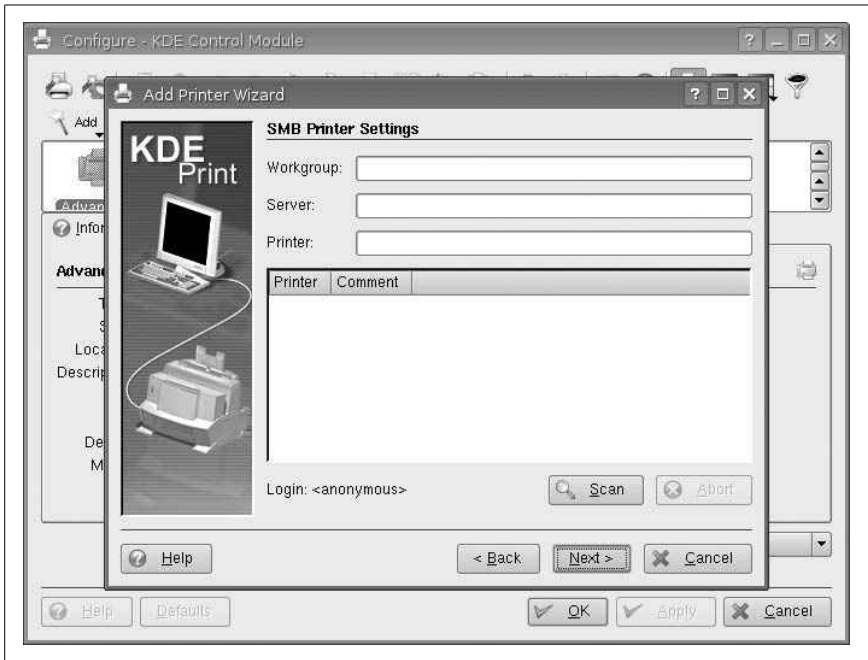 Configure - KDE Control Module
Add Printer Wizard
Add
KDE
Print
SMB Printer Settings
Workgroup:
Server:
Printer:
Printer Comment
Infor
Advan
Loca
Descrip
De
M
Login: <anonymous>
Scan
Abort
Help
< Back
Next >
Cancel
Help
Defaults
OK
Apply
Cancel